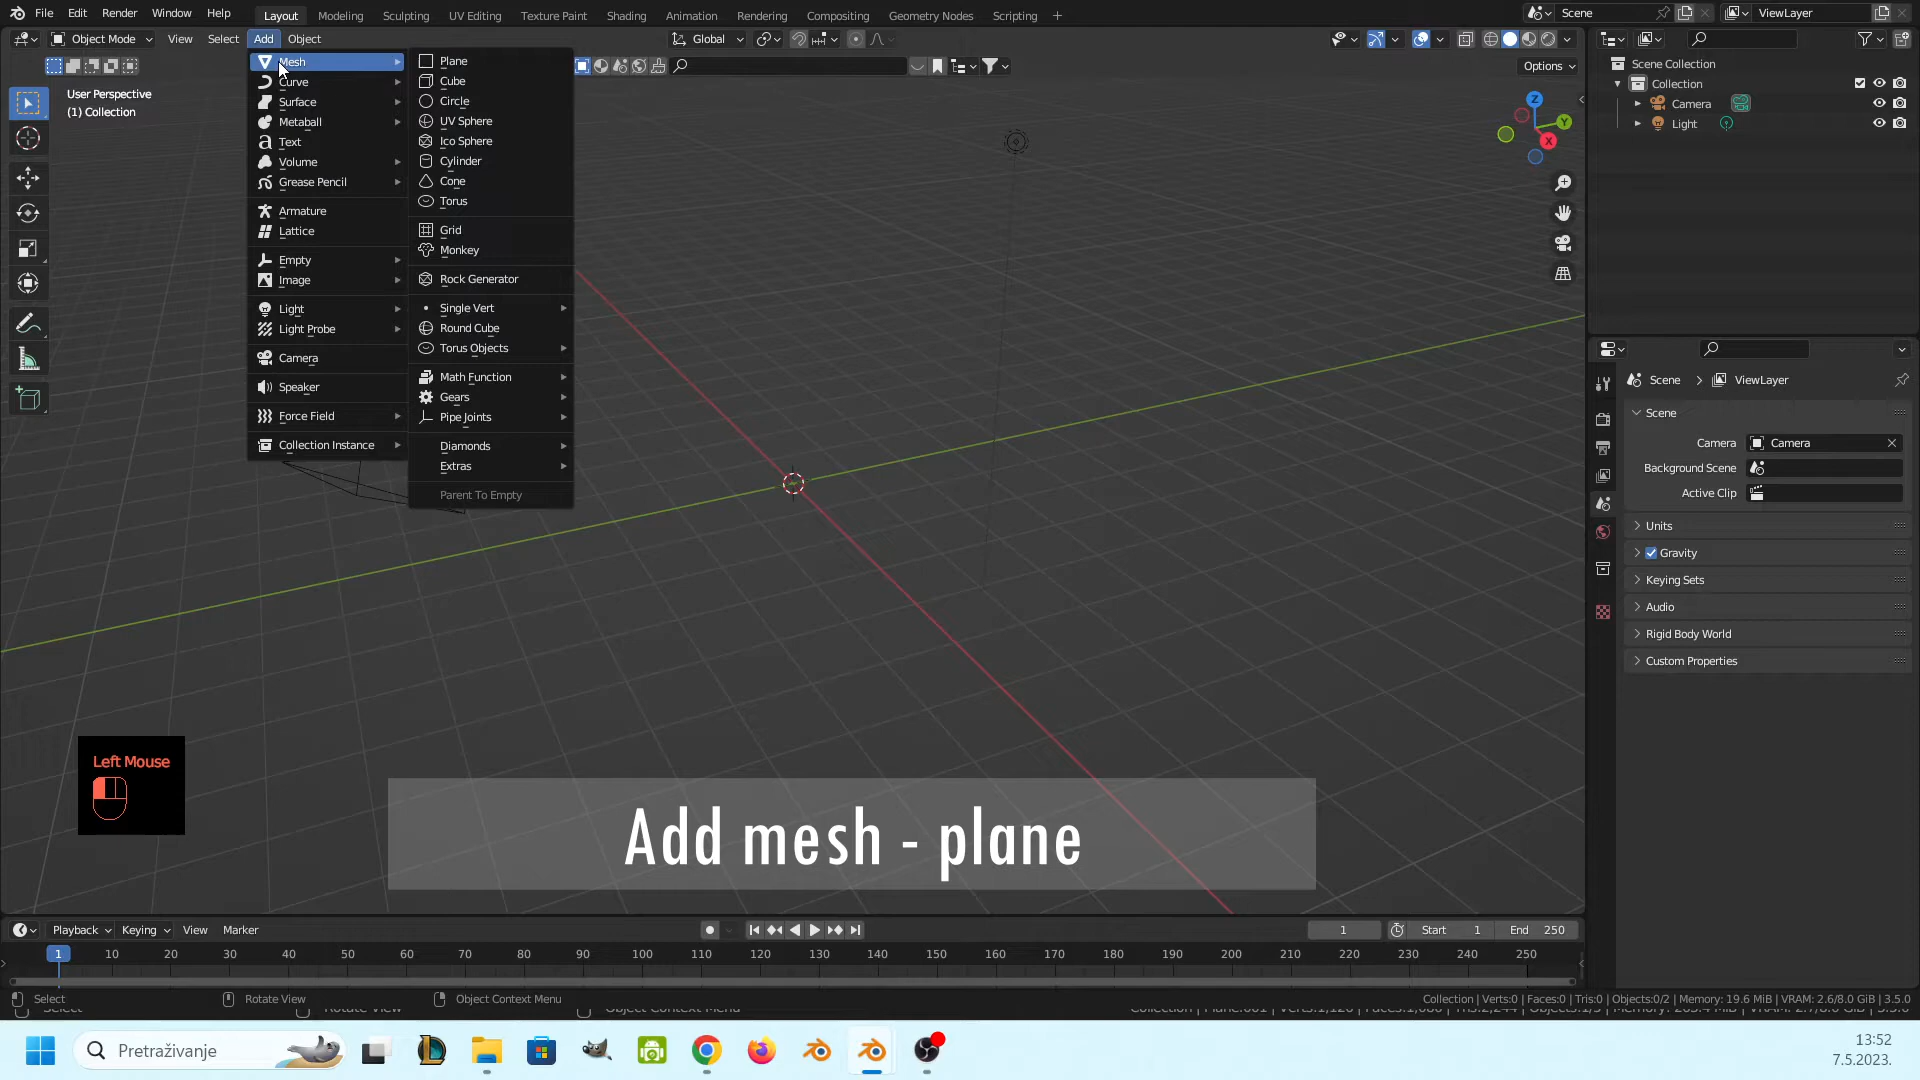 File Edit Render Window Help Layout Modeling Sculpting UV Editing Texture Paint Shading Animation Rendering Compositing Geometry Nodes Scripting + Scene ViewLayer
Object Mode View Select Add Object Global
Options
User Perspective
(1) Collection
Mesh
Curve
Surface
Metaball
Text
Volume
Grease Pencil
Armature
Lattice
Empty
Image
Light
Light Probe
Camera
Speaker
Force Field
Collection Instance
Plane
Cube
Circle
UV Sphere
Ico Sphere
Cylinder
Cone
Torus
Grid
Monkey
Rock Generator
Single Vert
Round Cube
Torus Objects
Math Function
Gears
Pipe Joints
Diamonds
Extras
Parent To Empty
Z
Y
X
Scene Collection
Collection
Camera
Light
Scene > ViewLayer
Scene
Camera Camera
Background Scene
Active Clip
Units
Gravity
Keying Sets
Audio
Rigid Body World
Custom Properties
Left Mouse
Add mesh - plane
Playback Keying View Marker 1 Start 1 End 250
1 10 20 30 40 50 60 70 80 90 100 110 120 130 140 150 160 170 180 190 200 210 220 230 240 250
Select Rotate View Object Context Menu Collection | Verts:0 | Faces:0 | Tris:0 | Objects:0/2 | Memory: 19.6 MiB | VRAM: 2.6/8.0 GiB | 3.5.0
Pretraživanje
13:52
7.5.2023.